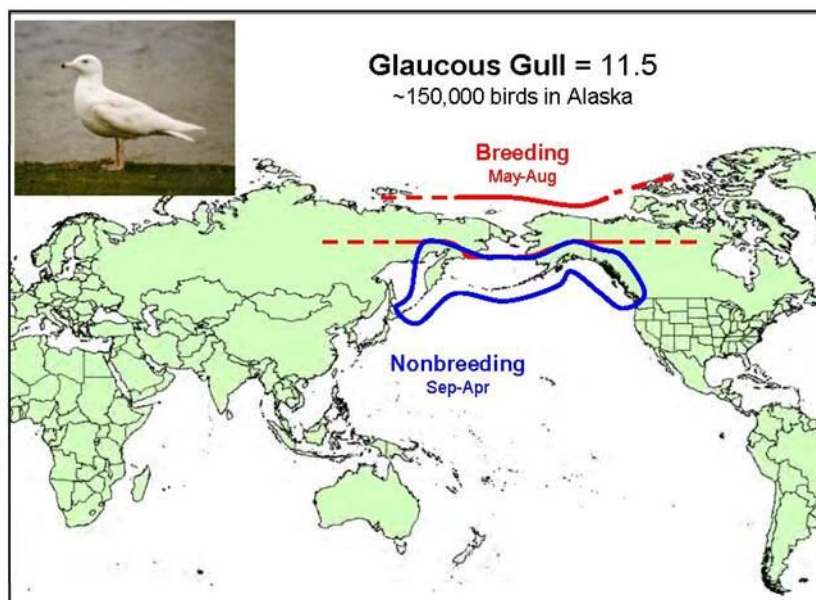 Glaucous Gull = 11.5
~150,000 birds in Alaska
Breeding
May-Aug
Nonbreeding
Sep-Apr